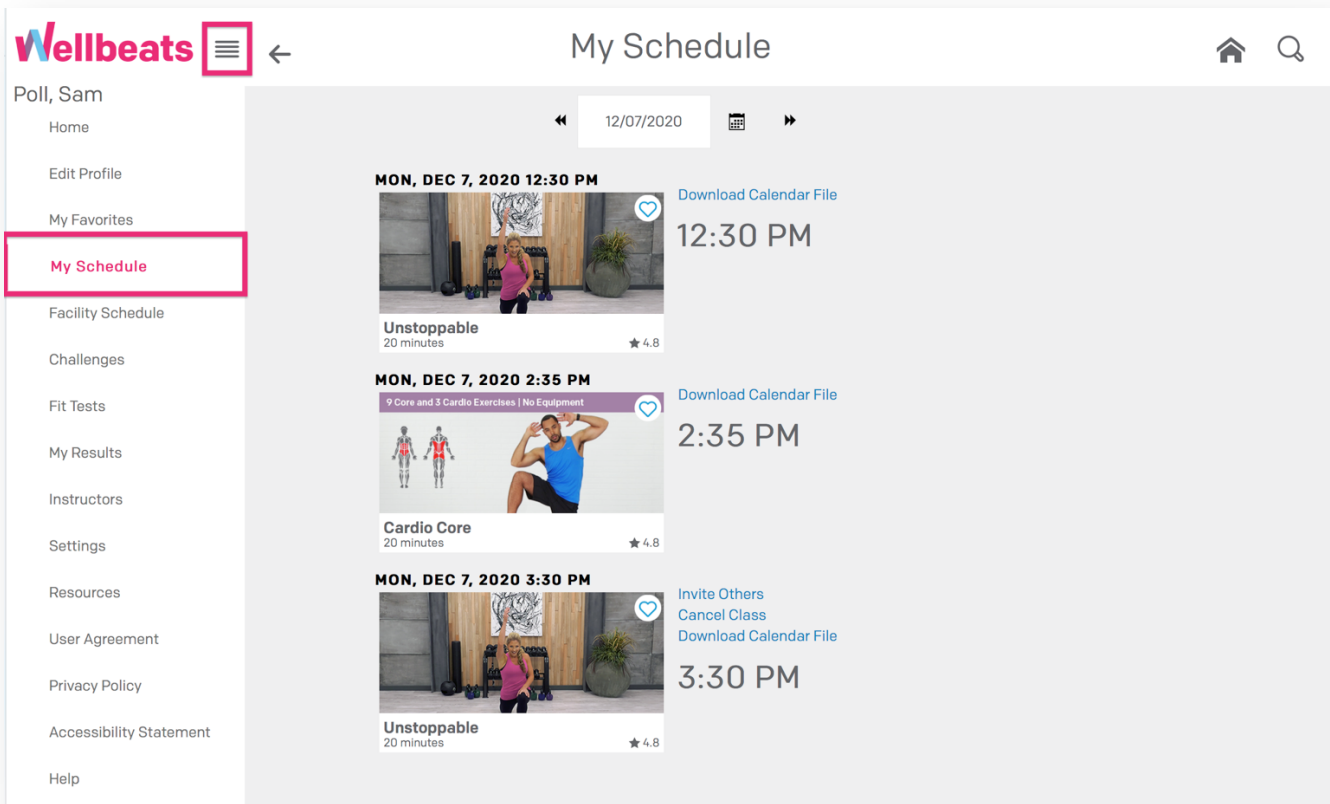 Wellbeats
My Schedule
Poll, Sam
Home
Edit Profile
My Favorites
My Schedule
Facility Schedule
Challenges
Fit Tests
My Results
Instructors
Settings
Resources
User Agreement
Privacy Policy
Accessibility Statement
Help
12/07/2020
MON, DEC 7, 2020 12:30 PM
Download Calendar File
12:30 PM
Unstoppable
20 minutes
4.8
MON, DEC 7, 2020 2:35 PM
9 Core and 3 Cardio Exercises | No Equipment
Download Calendar File
2:35 PM
Cardio Core
20 minutes
4.8
MON, DEC 7, 2020 3:30 PM
Invite Others
Cancel Class
Download Calendar File
3:30 PM
Unstoppable
20 minutes
4.8